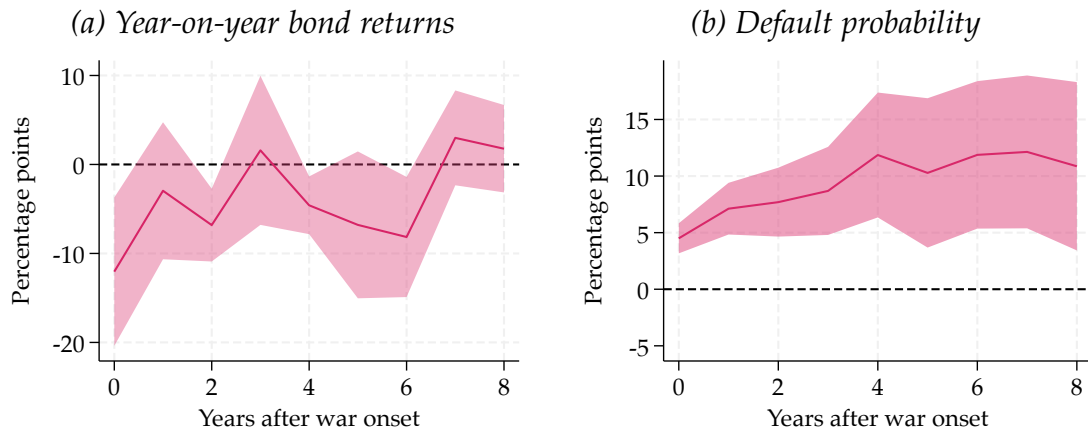 (a) Year-on-year bond returns
Percentage points
10
0
-10
-20
0 2 4 6 8
Years after war onset
(b) Default probability
Percentage points
15
10
5
0
-5
0 2 4 6 8
Years after war onset